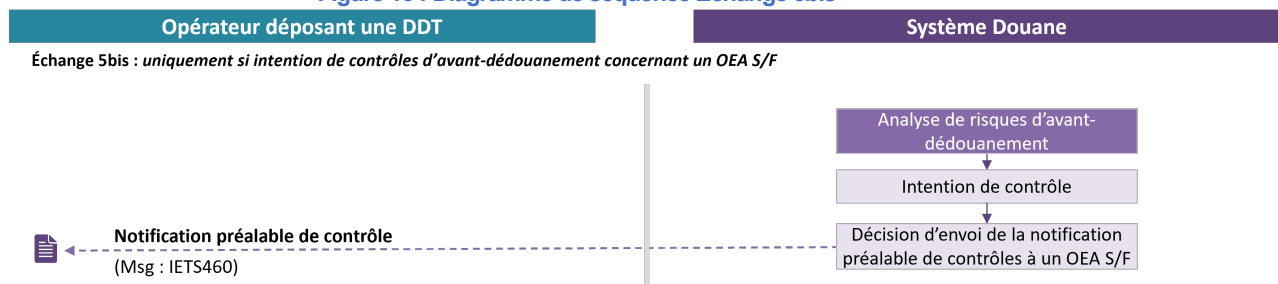 Opérateur déposant une DDT
Système Douane
Échange 5bis : uniquement si intention de contrôles d'avant-dédouanement concernant un OEA S/F
Analyse de risques d'avant-
dédouanement
Intention de contrôle
Décision d'envoi de la notification
préalable de contrôles à un OEA S/F
Notification préalable de contrôle
(Msg : IETS460)